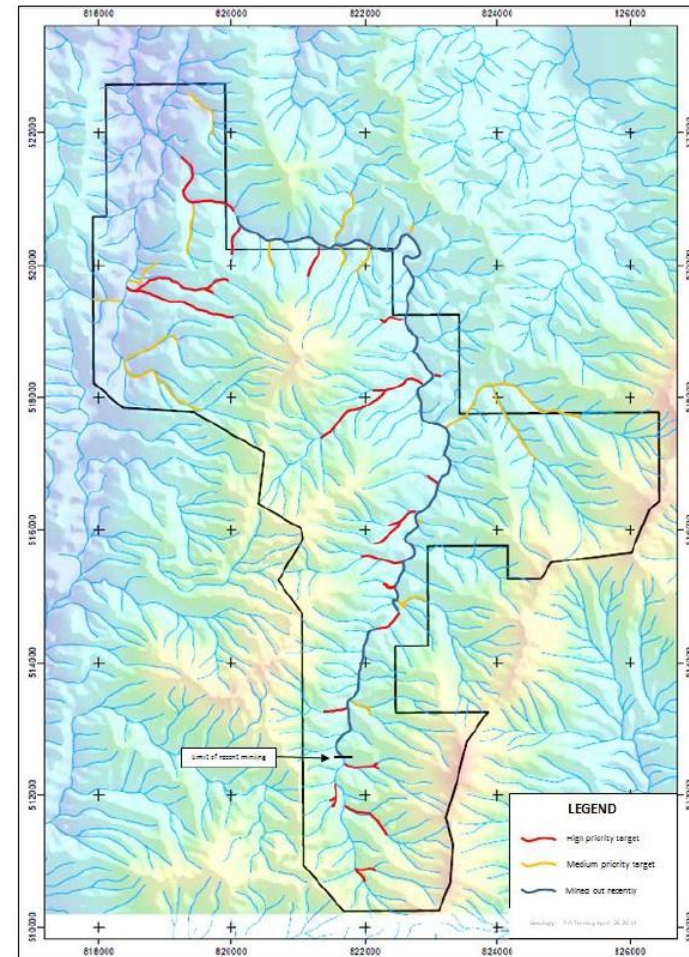 818000 820000 822000 824000 826000
522000
520000
518000
516000
514000
Limit of recent mining
512000
LEGEND
High priority target
Medium priority target
Mined out recently
510000
818000 820000 822000 824000 826000